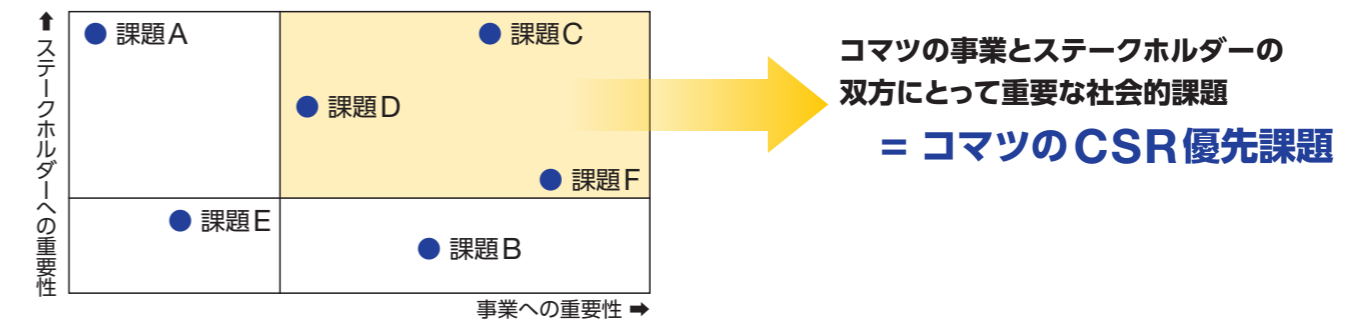 ⬆ステークホルダーへの重要性
課題A
課題C
課題D
課題F
課題E
課題B
事業への重要性➡
コマツの事業とステークホルダーの
双方にとって重要な社会的課題
= コマツのCSR優先課題